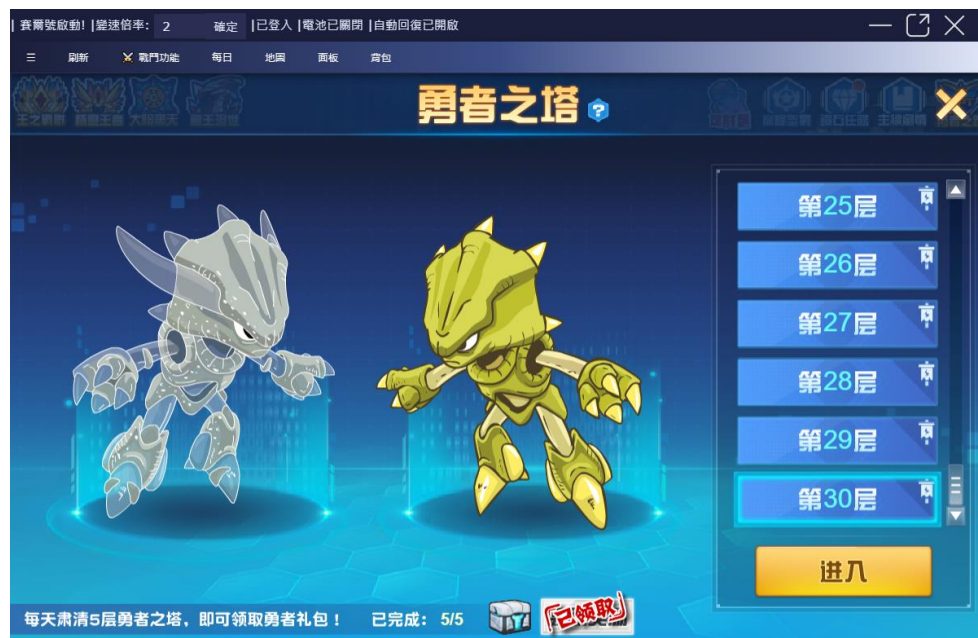 | 賽爾號啟動! |變速倍率: 2 確定 |已登入 |電池已關閉 |自動回復已開啟
☰ 刷新 戰鬥功能 每日 地圖 面板 背包
勇者之塔 ?
第25层
第26层
第27层
第28层
第29层
第30层
进入
每天肃清5层勇者之塔，即可领取勇者礼包！ 已完成： 5/5 已领取